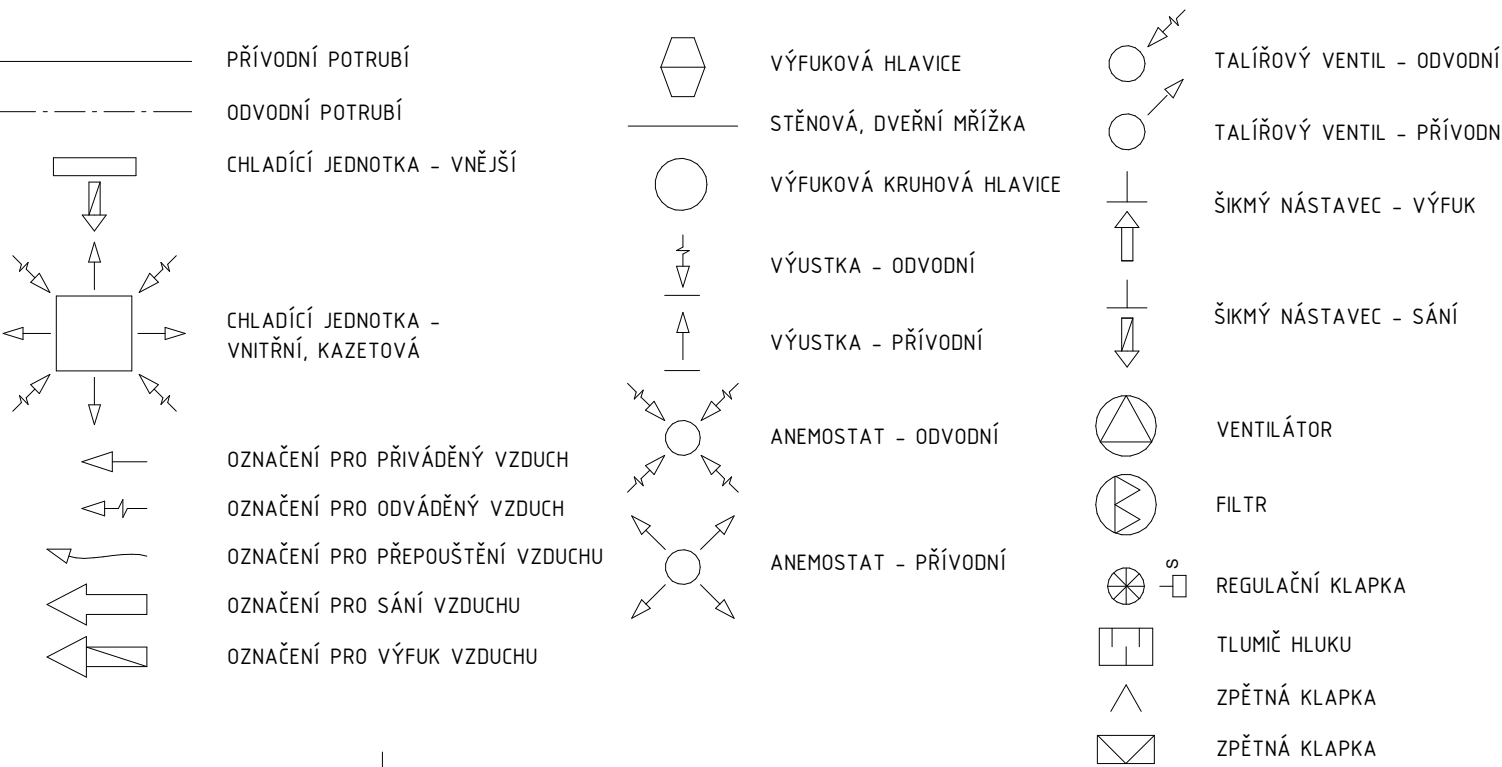 PŘÍVODNÍ POTRUBÍ
ODVODNÍ POTRUBÍ
CHLADÍCÍ JEDNOTKA - VNĚJŠÍ
CHLADÍCÍ JEDNOTKA -
VNITŘNÍ, KAZETOVÁ
OZNAČENÍ PRO PŘIVÁDĚNÝ VZDUCH
OZNAČENÍ PRO ODVÁDĚNÝ VZDUCH
OZNAČENÍ PRO PŘEPOUŠTĚNÍ VZDUCHU
OZNAČENÍ PRO SÁNÍ VZDUCHU
OZNAČENÍ PRO VÝFUK VZDUCHU
VÝFUKOVÁ HLAVICE
STĚNOVÁ, DVEŘNÍ MŘÍŽKA
VÝFUKOVÁ KRUHOVÁ HLAVICE
VÝUSTKA - ODVODNÍ
VÝUSTKA - PŘÍVODNÍ
ANEMOSTAT - ODVODNÍ
ANEMOSTAT - PŘÍVODNÍ
TALÍŘOVÝ VENTIL - ODVODNÍ
TALÍŘOVÝ VENTIL - PŘÍVODN
ŠIKMÝ NÁSTAVEC - VÝFUK
ŠIKMÝ NÁSTAVEC - SÁNÍ
VENTILÁTOR
FILTR
S
REGULAČNÍ KLAPKA
TLUMIČ HLUKU
ZPĚTNÁ KLAPKA
ZPĚTNÁ KLAPKA